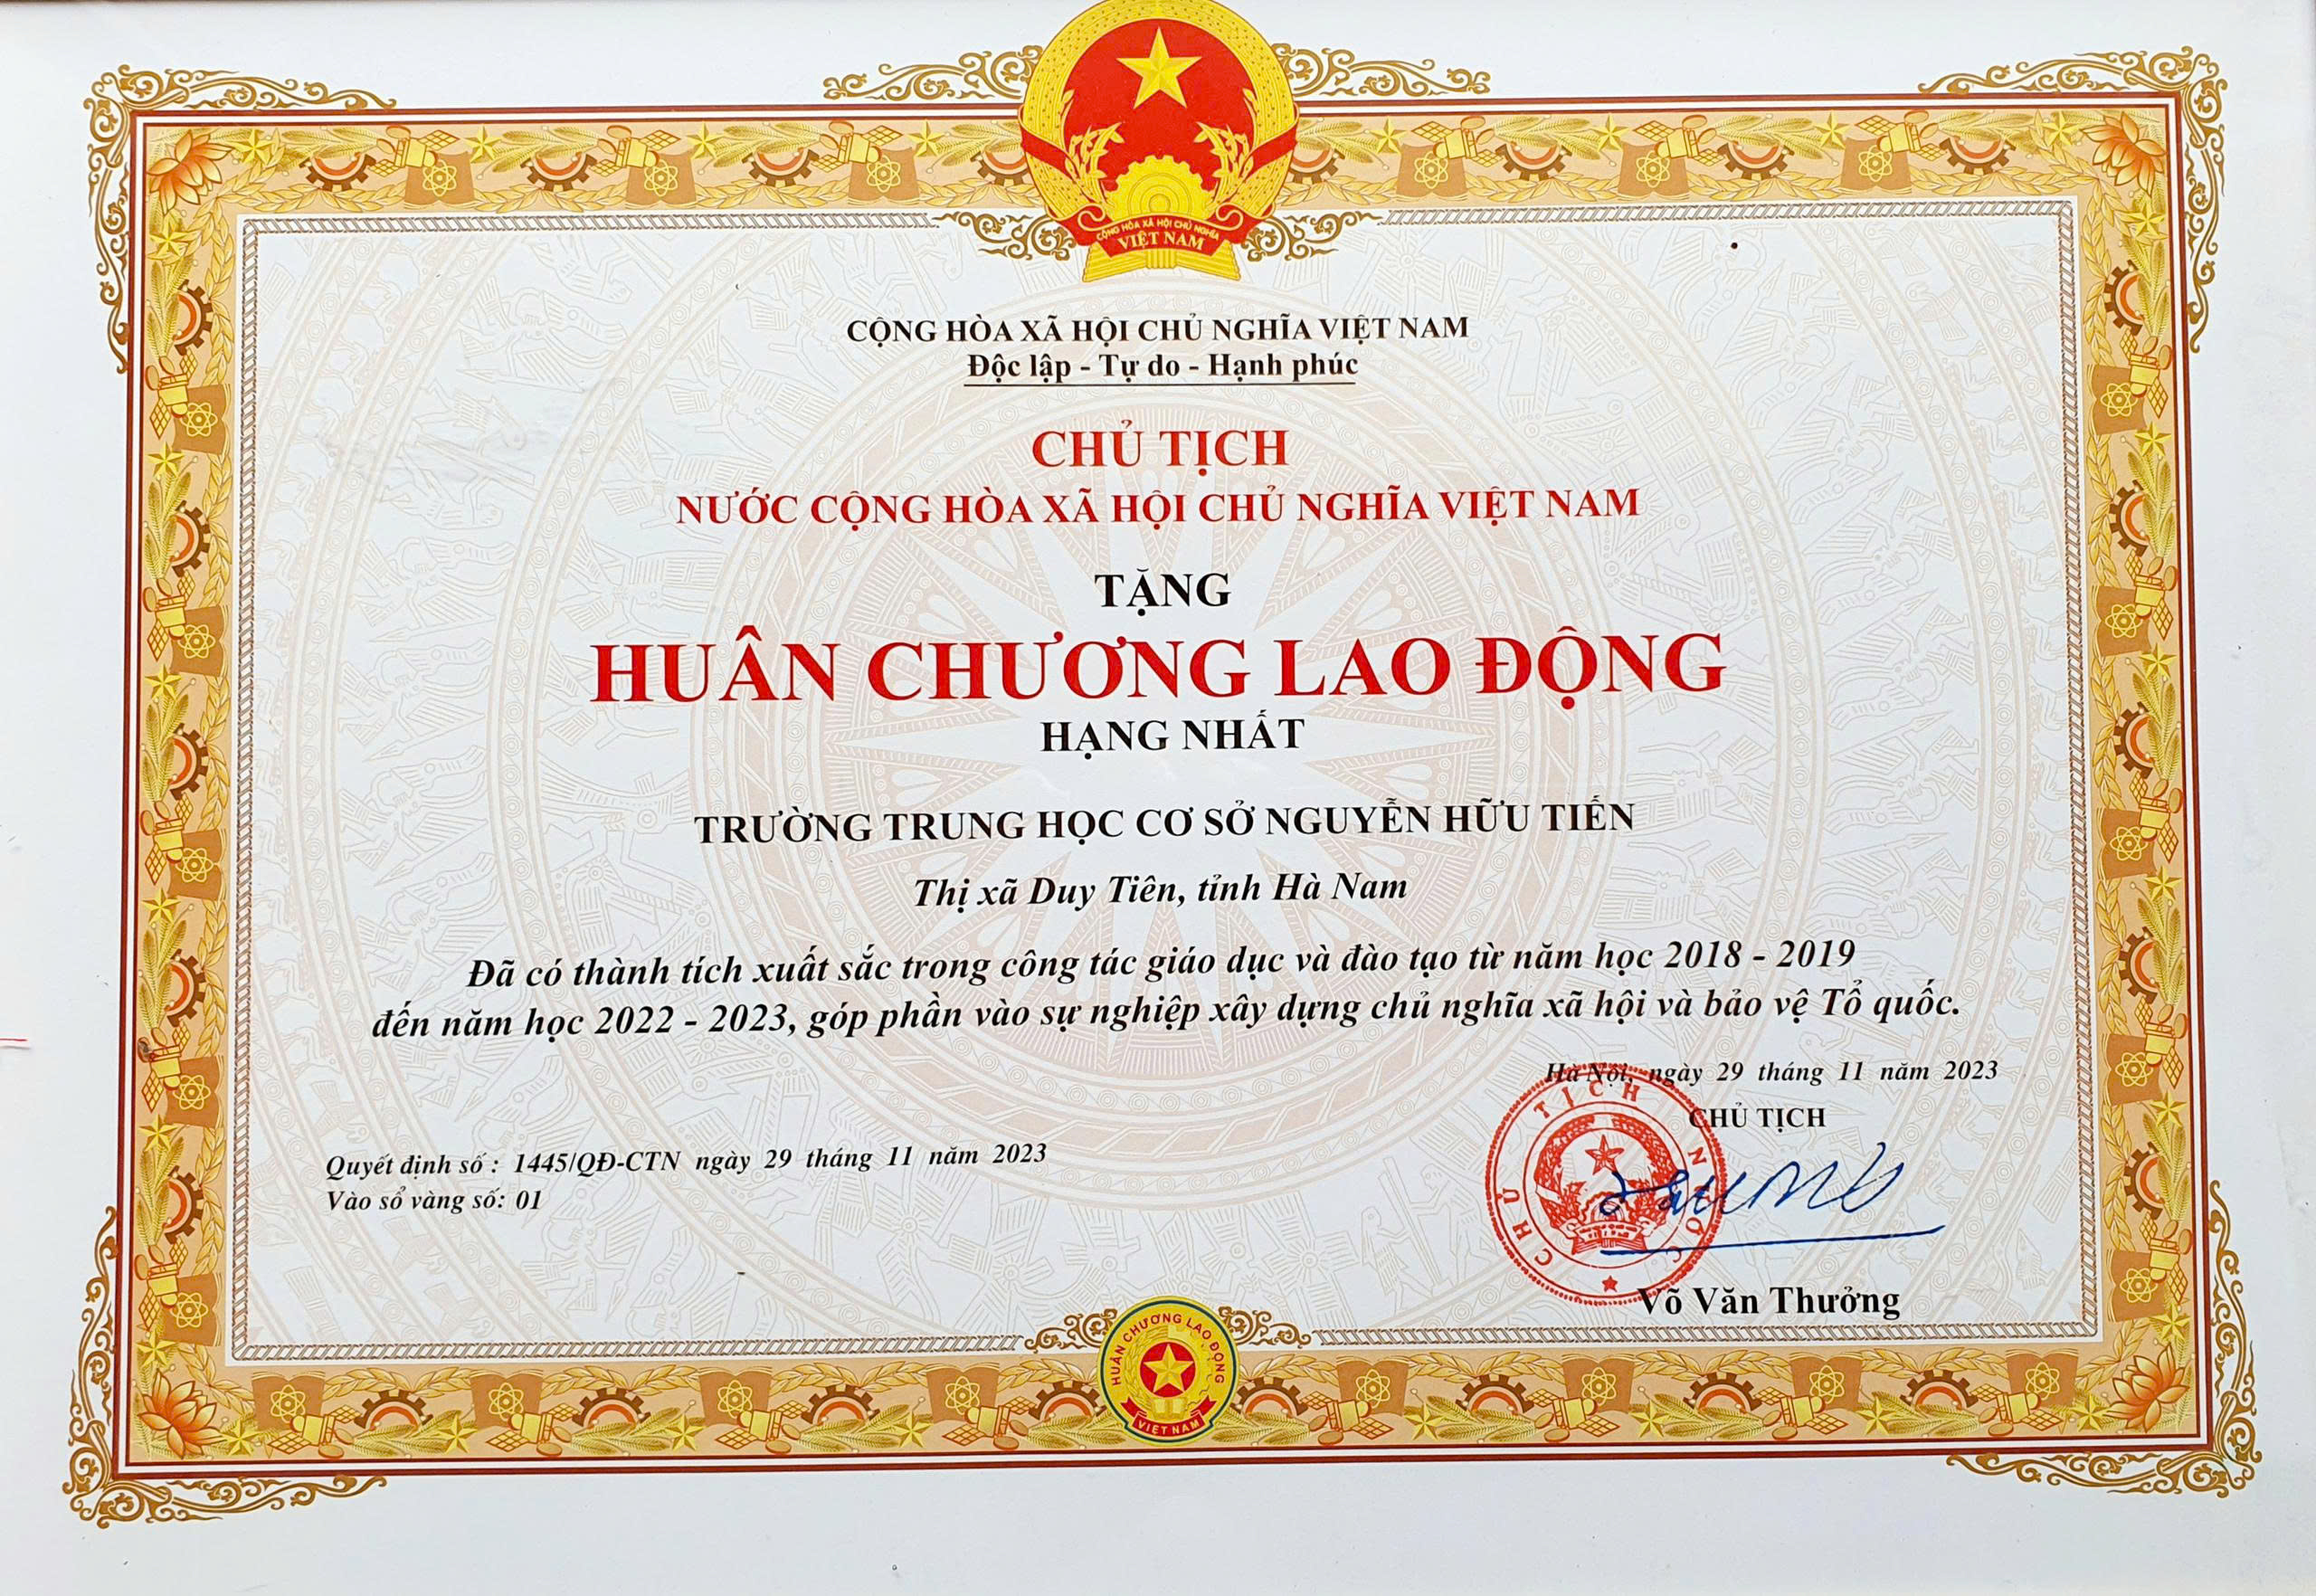 CỘNG HÒA XÃ HỘI CHỦ NGHĨA
VIỆT NAM
CỘNG HÒA XÃ HỘI CHỦ NGHĨA VIỆT NAM
Độc lập - Tự do - Hạnh phúc
CHỦ TỊCH
NƯỚC CỘNG HÒA XÃ HỘI CHỦ NGHĨA VIỆT NAM
TẶNG
HUÂN CHƯƠNG LAO ĐỘNG
HẠNG NHẤT
TRƯỜNG TRUNG HỌC CƠ SỞ NGUYỄN HỮU TIẾN
Thị xã Duy Tiên, tỉnh Hà Nam
Đã có thành tích xuất sắc trong công tác giáo dục và đào tạo từ năm học 2018 - 2019
đến năm học 2022 - 2023, góp phần vào sự nghiệp xây dựng chủ nghĩa xã hội và bảo vệ Tổ quốc.
Hà Nội, ngày 29 tháng 11 năm 2023
CHỦ TỊCH
CHỦ TỊCH NƯỚC
Quyết định số : 1445/QĐ-CTN ngày 29 tháng 11 năm 2023
Vào sổ vàng số: 01
Võ Văn Thưởng
HUÂN CHƯƠNG LAO ĐỘNG
VIỆT NAM